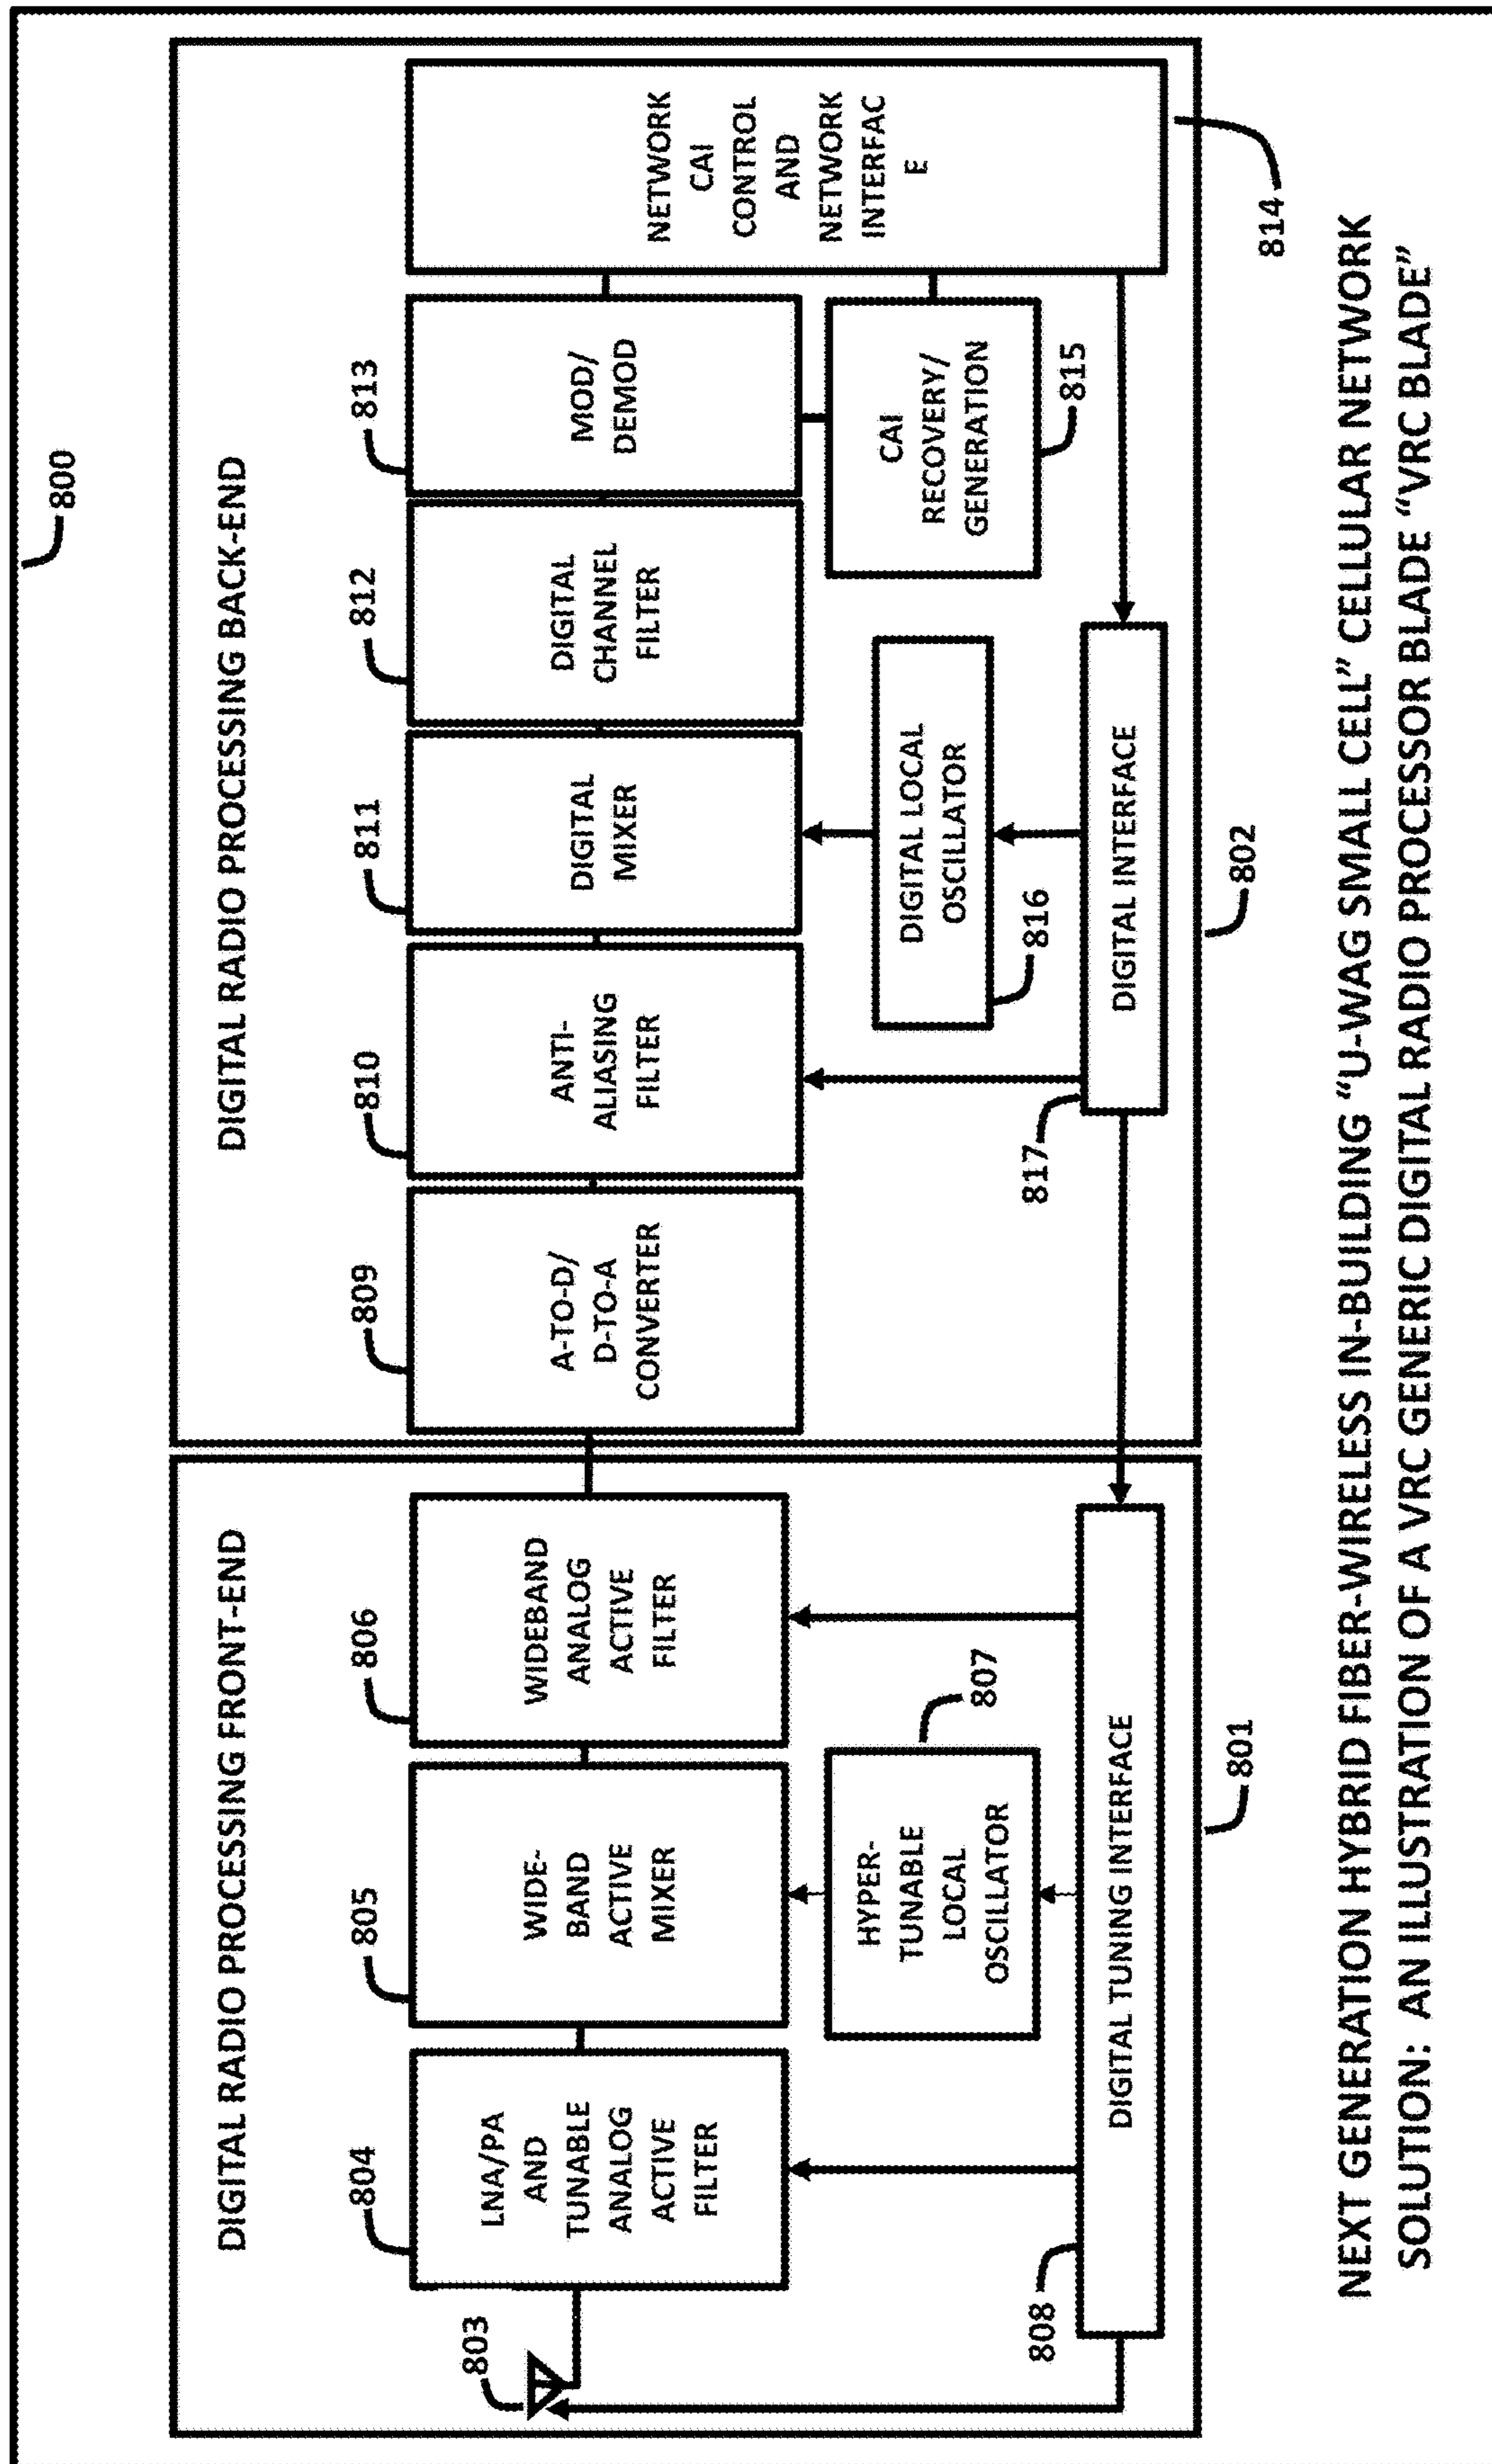 800
DIGITAL RADIO PROCESSING FRONT-END
DIGITAL RADIO PROCESSING BACK-END
803
804
LNA/PA
AND
TUNABLE
ANALOG
ACTIVE
FILTER
805
WIDE-
BAND
ACTIVE
MIXER
806
WIDEBAND
ANALOG
ACTIVE
FILTER
809
A-TO-D/
D-TO-A
CONVERTER
810
ANTI-
ALIASING
FILTER
811
DIGITAL
MIXER
812
DIGITAL
CHANNEL
FILTER
813
MOD/
DEMOD
NETWORK
CAI
CONTROL
AND
NETWORK
INTERFAC
E
814
HYPER-
TUNABLE
LOCAL
OSCILLATOR
807
DIGITAL LOCAL
OSCILLATOR
816
CAI
RECOVERY/
GENERATION
815
808
DIGITAL TUNING INTERFACE
817
DIGITAL INTERFACE
801
802
NEXT GENERATION HYBRID FIBER-WIRELESS IN-BUILDING “U-WAG SMALL CELL” CELLULAR NETWORK
SOLUTION: AN ILLUSTRATION OF A VRC GENERIC DIGITAL RADIO PROCESSOR BLADE “VRC BLADE”